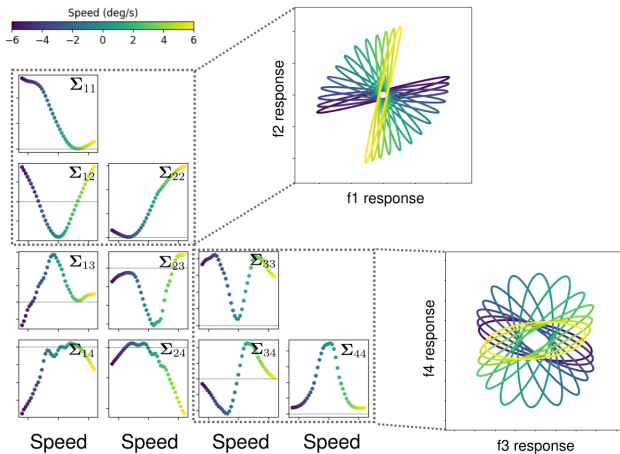 Speed (deg/s)
−6 −4 −2 0 2 4 6
Σ11
Σ12
Σ22
Σ13
Σ23
Σ33
Σ14
Σ24
Σ34
Σ44
Speed Speed Speed Speed
f2 response
f1 response
f4 response
f3 response